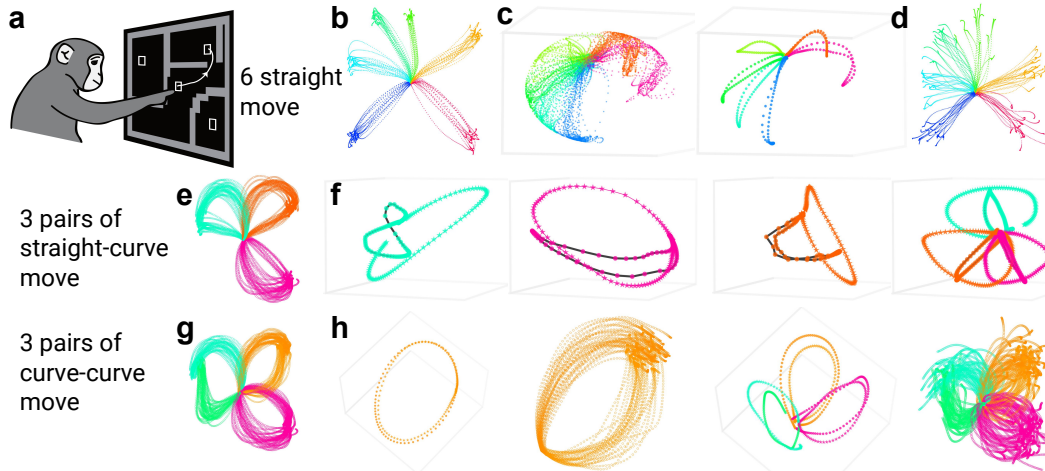 a
b
c
d
6 straight
move
e
f
3 pairs of
straight-curve
move
g
h
3 pairs of
curve-curve
move